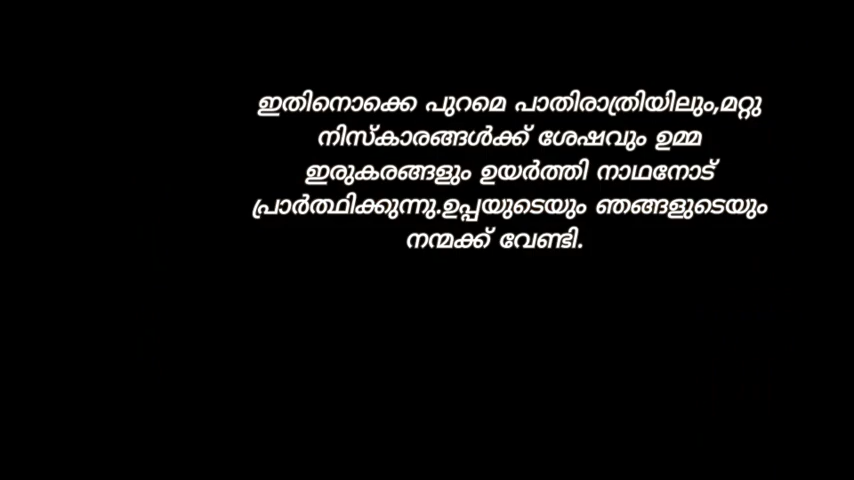 ഇതിനൊക്കെ പുറമെ പാതിരാത്രിയിലും,മറ്റു
നിസ്കാരങ്ങൾക്ക് ശേഷവും ഉമ്മ
ഇരുകരങ്ങളും ഉയർത്തി നാഥനോട്
പ്രാർത്ഥിക്കുന്നു.ഉപ്പയുടെയും ഞങ്ങളുടെയും
നന്മക്ക് വേണ്ടി.